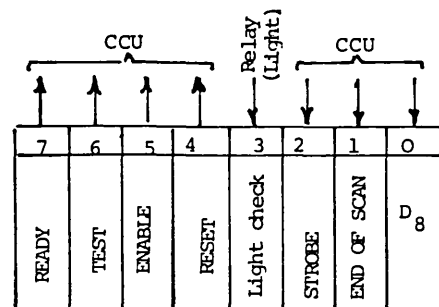 CCU
Relay
(Light)
CCU
7 6 5 4 3 2 1 0
READY
TEST
ENABLE
RESET
Light check
STROBE
END OF SCAN
D8